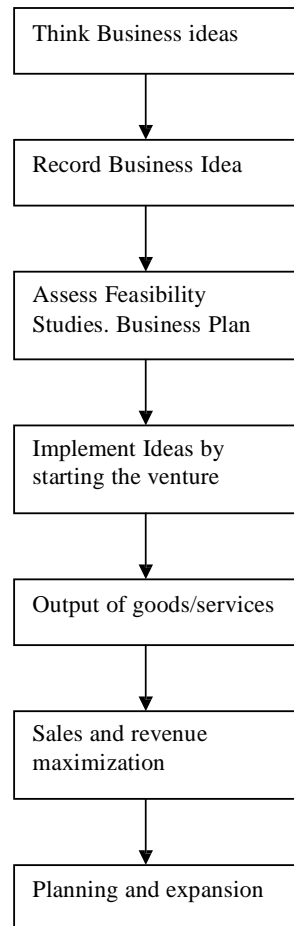 Think Business ideas
Record Business Idea
Assess Feasibility
Studies. Business Plan
Implement Ideas by
starting the venture
Output of goods/services
Sales and revenue
maximization
Planning and expansion